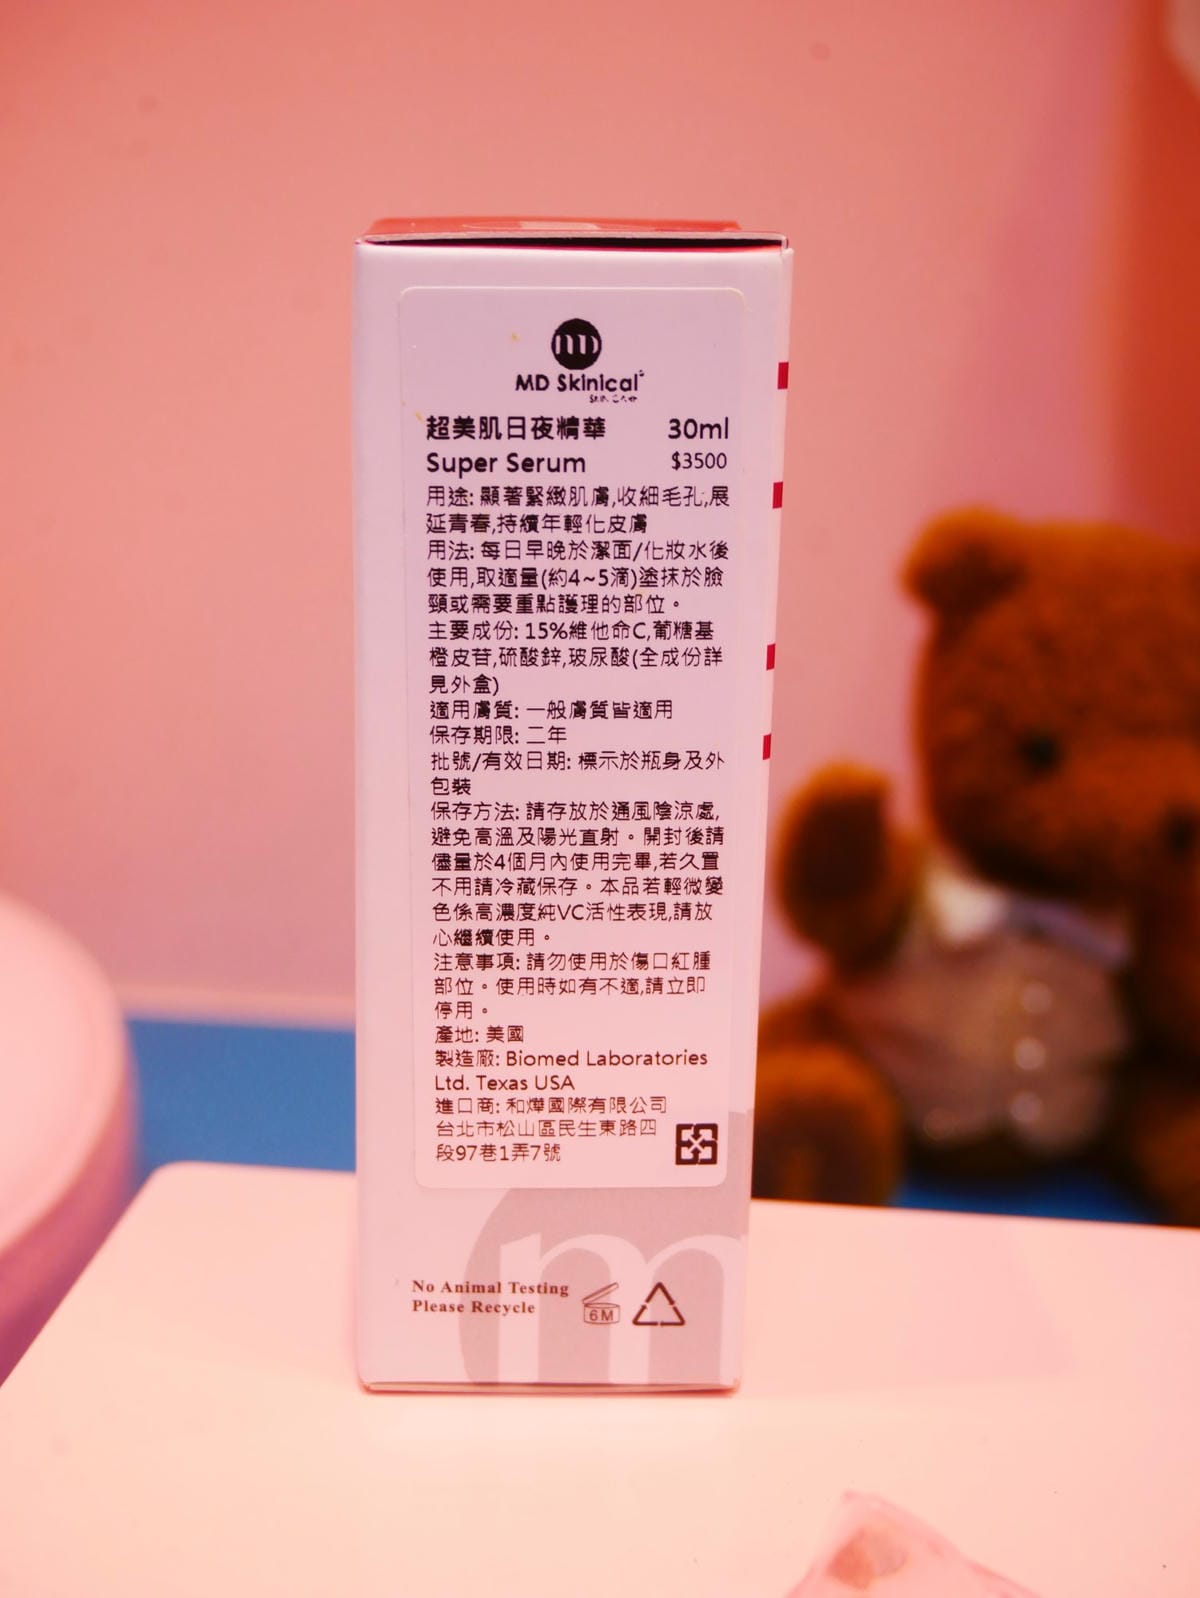 MD Skinical
超美肌日夜精華 30ml
Super Serum $3500
用途: 顯著緊緻肌膚,收細毛孔,展
延青春,持續年輕化皮膚
用法: 每日早晚於潔面/化妝水後
使用,取適量(約4~5滴)塗抹於臉
頸或需要重點護理的部位。
主要成份: 15%維他命C,葡糖基
橙皮苷,硫酸鋅,玻尿酸(全成份詳
見外盒)
適用膚質: 一般膚質皆適用
保存期限: 二年
批號/有效日期: 標示於瓶身及外
包裝
保存方法: 請存放於通風陰涼處,
避免高溫及陽光直射。開封後請
儘量於4個月內使用完畢,若久置
不用請冷藏保存。本品若輕微變
色係高濃度純VC活性表現,請放
心繼續使用。
注意事項: 請勿使用於傷口紅腫
部位。使用時如有不適,請立即
停用。
產地: 美國
製造廠: Biomed Laboratories
Ltd. Texas USA
進口商: 和燁國際有限公司
台北市松山區民生東路四
段97巷1弄7號
No Animal Testing
Please Recycle
6M
m